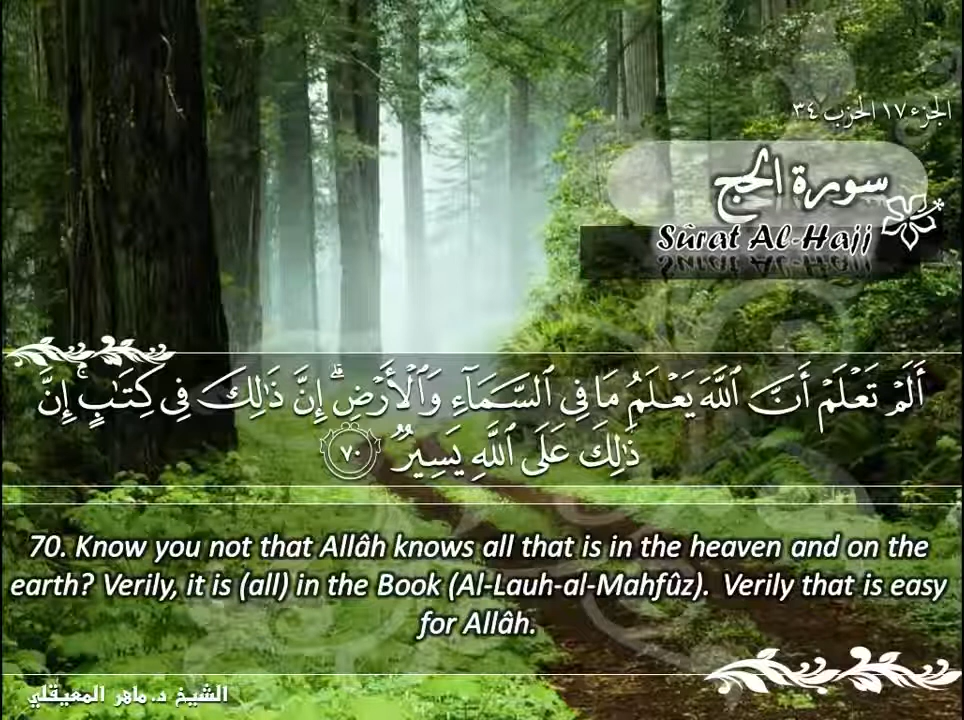 الجزء ١٧ الحزب ٣٤
سورة الحج
Sûrat Al-Hajj
أَلَمْ تَعْلَمْ أَنَّ ٱللَّهَ يَعْلَمُ مَا فِى ٱلسَّمَآءِ وَٱلْأَرْضِ ۗ إِنَّ ذَٰلِكَ فِى كِتَـٰبٍ ۚ إِنَّ
ذَٰلِكَ عَلَى ٱللَّهِ يَسِيرٌ ٧٠
70. Know you not that Allâh knows all that is in the heaven and on the
earth? Verily, it is (all) in the Book (Al-Lauh-al-Mahfûz). Verily that is easy
for Allâh.
الشيخ د. ماهر المعيقلي